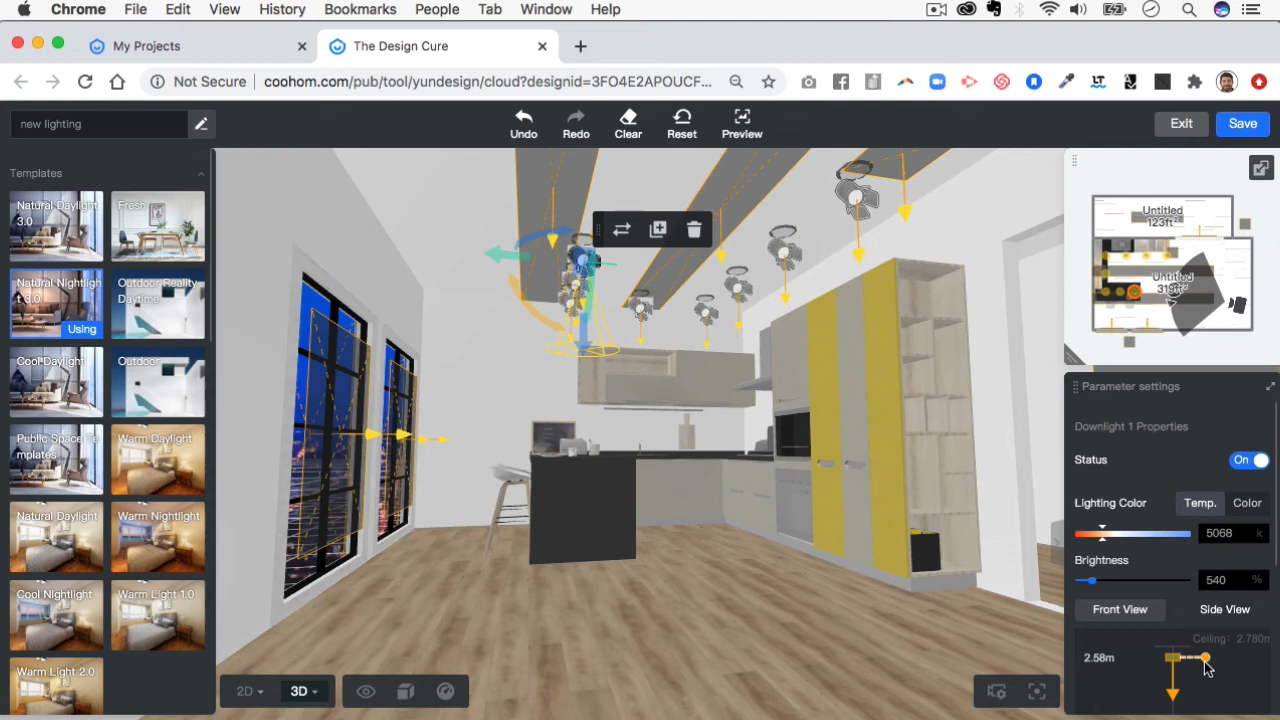 Chrome File Edit View History Bookmarks People Tab Window Help
My Projects
The Design Cure
Not Secure coohom.com/pub/tool/yundesign/cloud?designid=3FO4E2APOUCF...
new lighting
Undo Redo Clear Reset Preview
Exit Save
Templates
Natural Daylight
3.0
Fresh
Natural Nightligh
t 3.0
Using
Outdoor Reality
Daytime
Cool Daylight
Outdoor
Public Space Te
mplates
Warm Daylight
Natural Daylight
Warm Nightlight
Cool Nightlight
Warm Light 1.0
Warm Light 2.0
2D 3D
Untitled
123ft²
Untitled
319ft²
Parameter settings
Downlight 1 Properties
Status On
Lighting Color Temp. Color
5068 k
Brightness
540 %
Front View Side View
Ceiling: 2.780m
2.58m